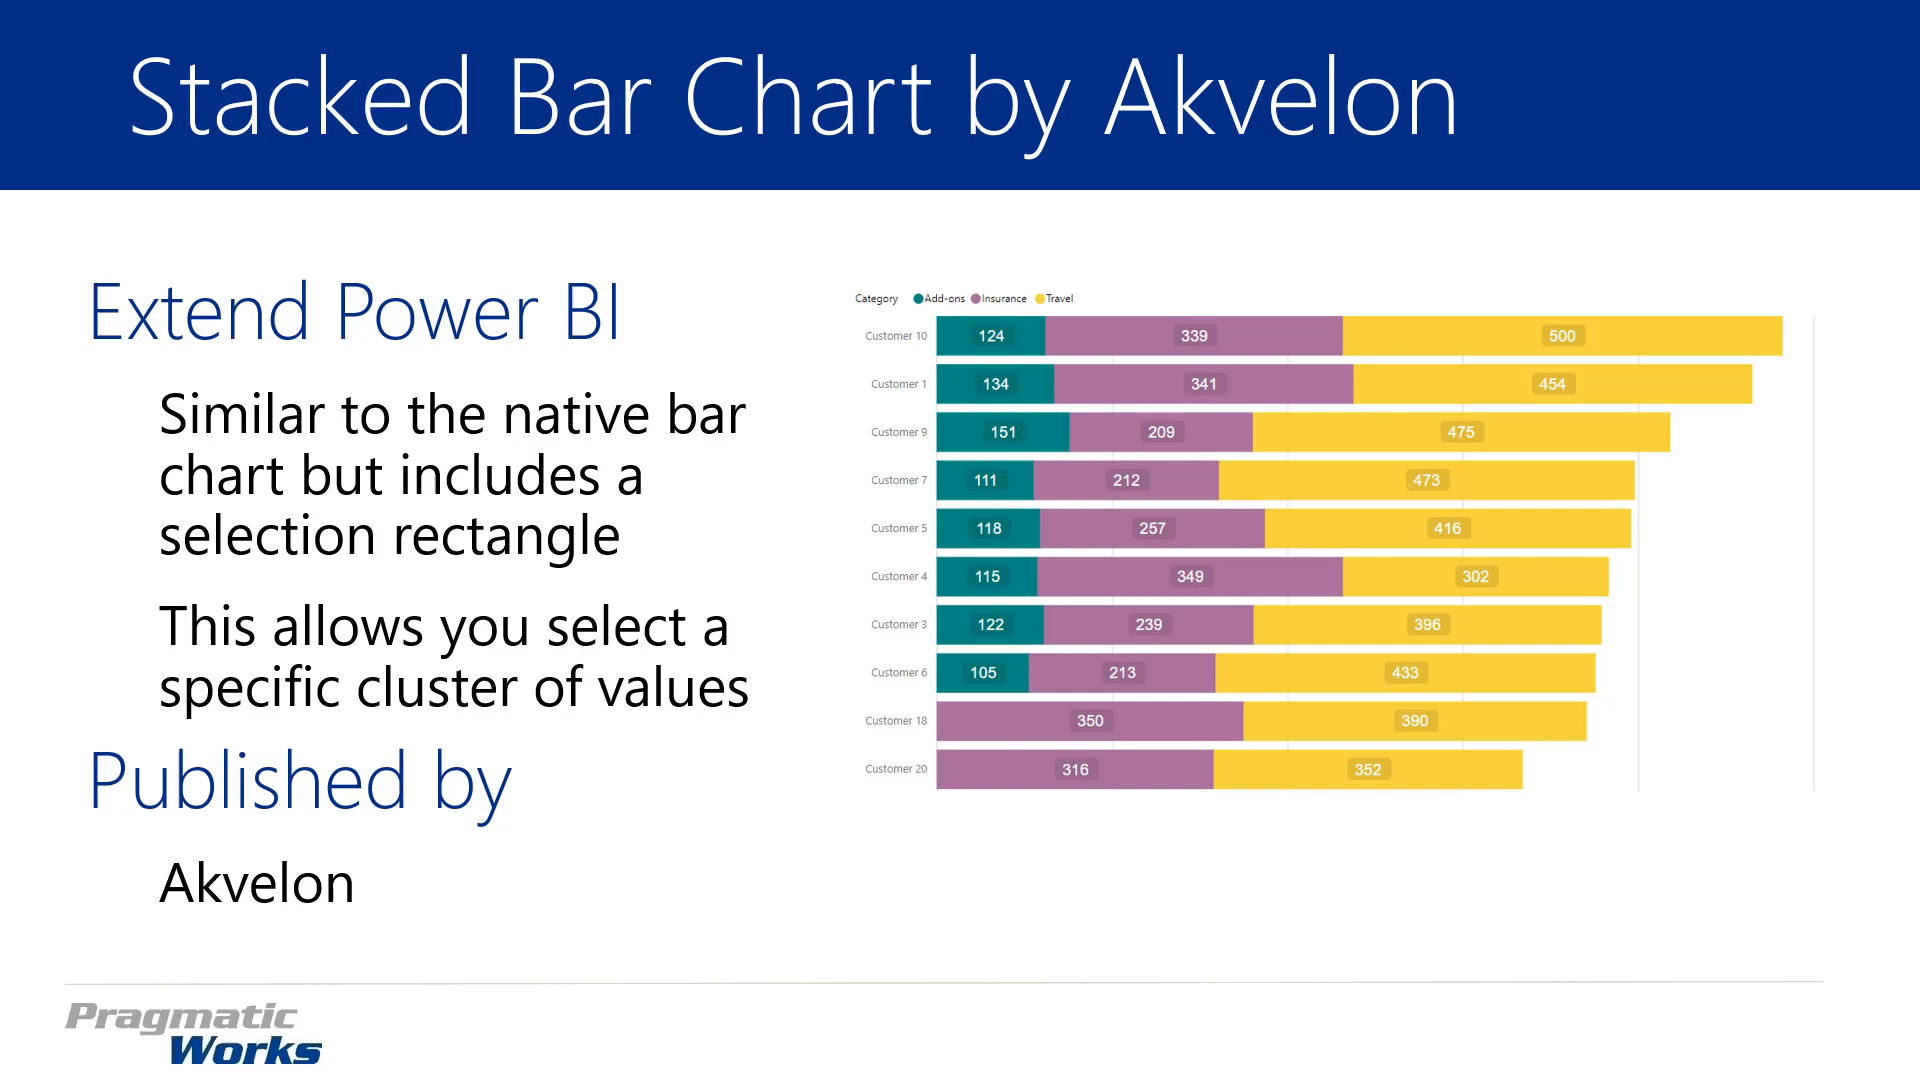 Stacked Bar Chart by Akvelon
Extend Power BI
Similar to the native bar
chart but includes a
selection rectangle
This allows you select a
specific cluster of values
Published by
Akvelon
Category Add-ons Insurance Travel
Customer 10 124 339 500
Customer 1 134 341 454
Customer 9 151 209 475
Customer 7 111 212 473
Customer 5 118 257 416
Customer 4 115 349 302
Customer 3 122 239 396
Customer 6 105 213 433
Customer 18 350 390
Customer 20 316 352
Pragmatic
Works